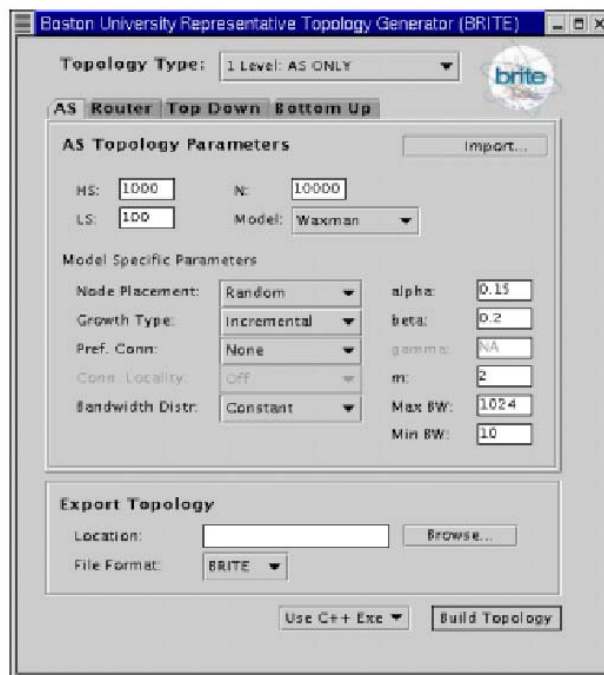 Boston University Representative Topology Generator (BRITE)
Topology Type: 1 Level: AS ONLY
brite
AS Router Top Down Bottom Up
AS Topology Parameters Import...
HS: 1000 N: 10000
LS: 100 Model: Waxman
Model Specific Parameters
Node Placement: Random alpha: 0.15
Growth Type: Incremental beta: 0.2
Pref. Conn: None gamma: NA
Conn. Locality: Off m: 2
Bandwidth Distr: Constant Max BW: 1024
Min BW: 10
Export Topology
Location: Browse...
File Format: BRITE
Use C++ Exe Build Topology